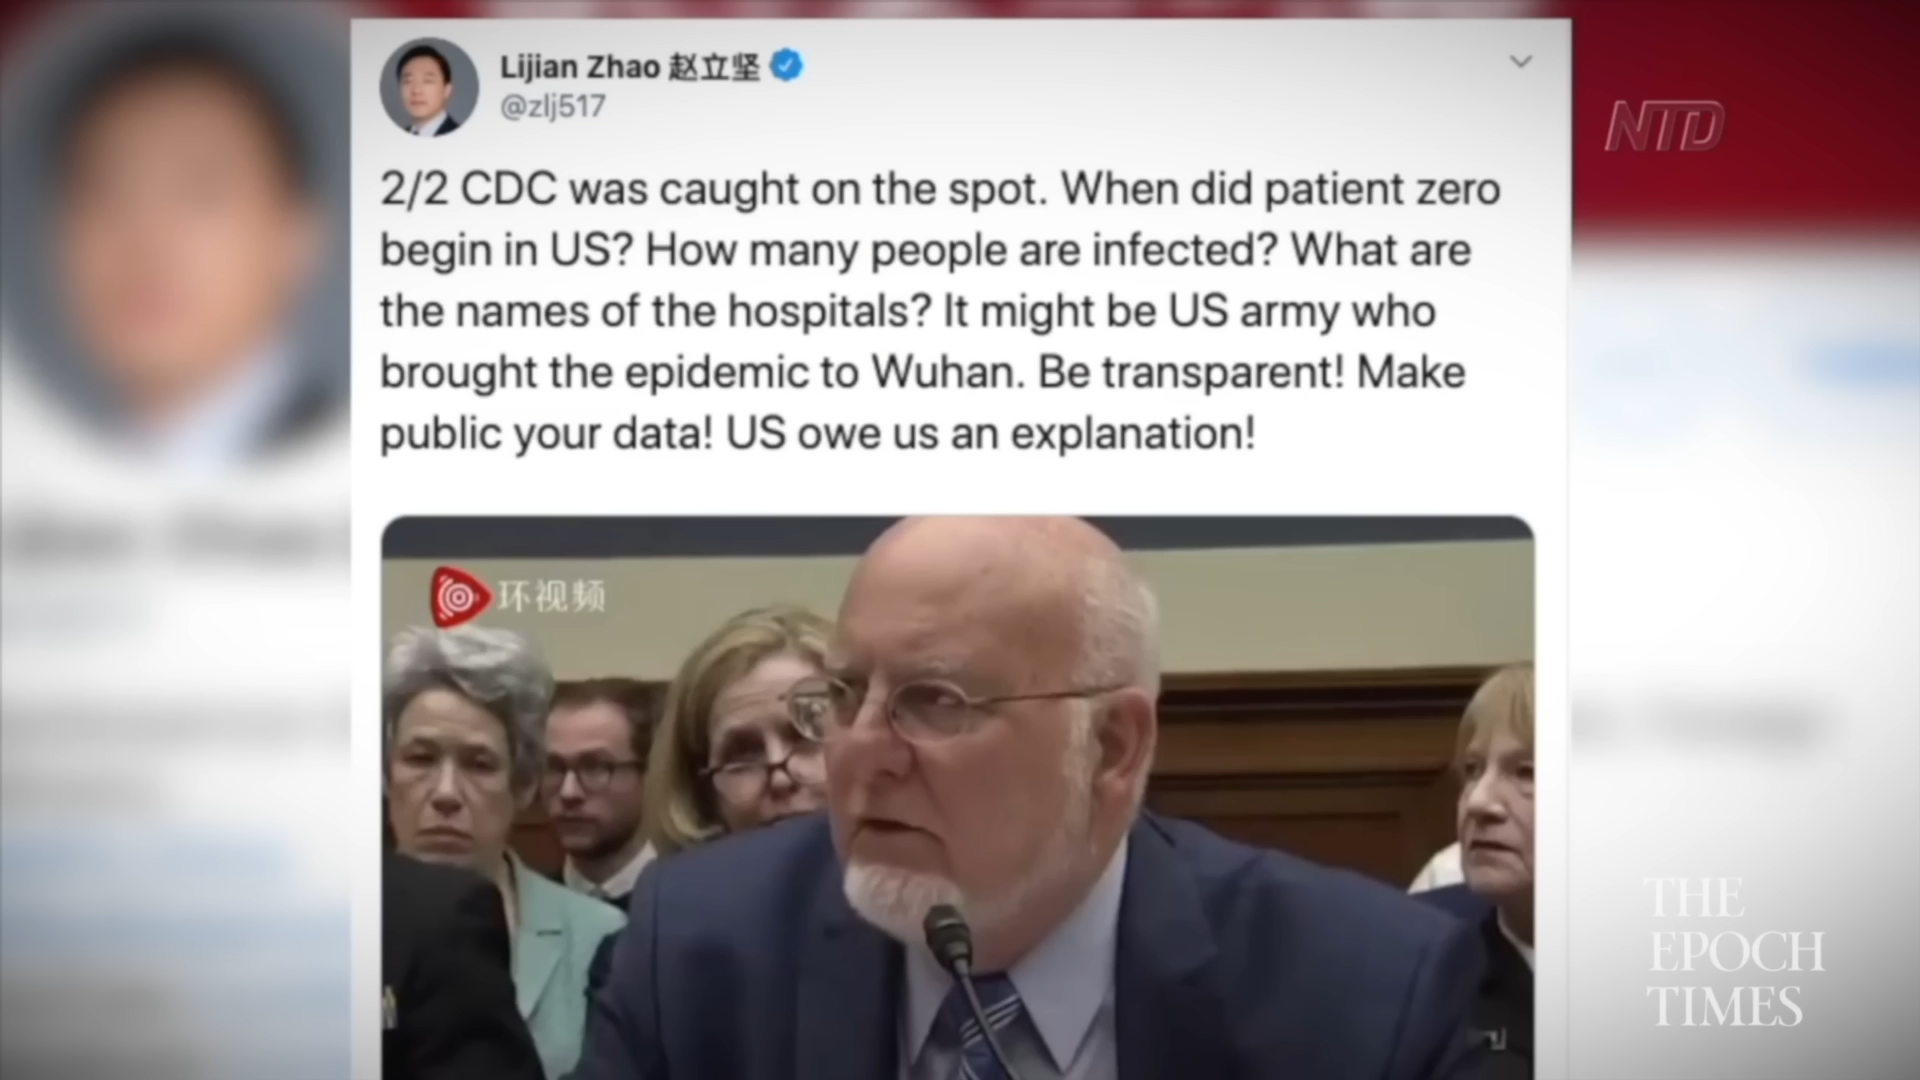 Lijian Zhao 赵立坚
@zlj517
NTD
2/2 CDC was caught on the spot. When did patient zero
begin in US? How many people are infected? What are
the names of the hospitals? It might be US army who
brought the epidemic to Wuhan. Be transparent! Make
public your data! US owe us an explanation!
环视频
THE
EPOCH
TIMES